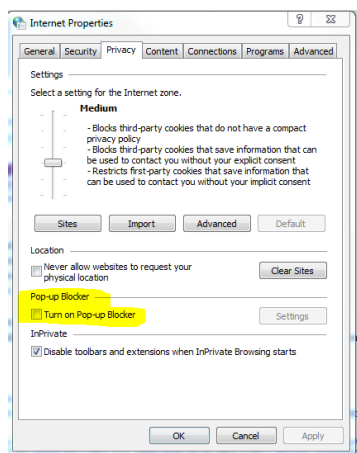 Internet Properties
General Security Privacy Content Connections Programs Advanced
Settings
Select a setting for the Internet zone.
Medium
- Blocks third-party cookies that do not have a compact
privacy policy
- Blocks third-party cookies that save information that can
be used to contact you without your explicit consent
- Restricts first-party cookies that save information that
can be used to contact you without your implicit consent
Sites Import Advanced Default
Location
Never allow websites to request your
physical location
Clear Sites
Pop-up Blocker
Turn on Pop-up Blocker Settings
InPrivate
Disable toolbars and extensions when InPrivate Browsing starts
OK Cancel Apply